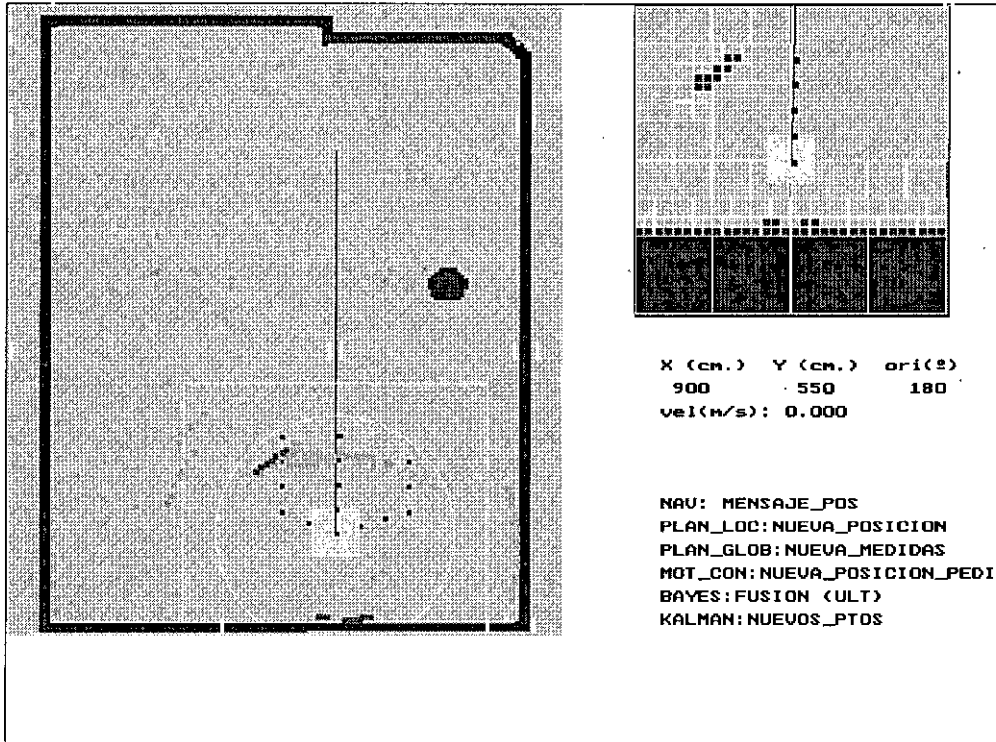 X (cm.) Y (cm.) ori(º)
900 550 180
vel(m/s): 0.000
NAV: MENSAJE_POS
PLAN_LOC:NUEVA_POSICION
PLAN_GLOB:NUEVA_MEDIDAS
MOT_CON:NUEVA_POSICION_PEDI
BAYES:FUSION (ULT)
KALMAN:NUEVOS_PTOS